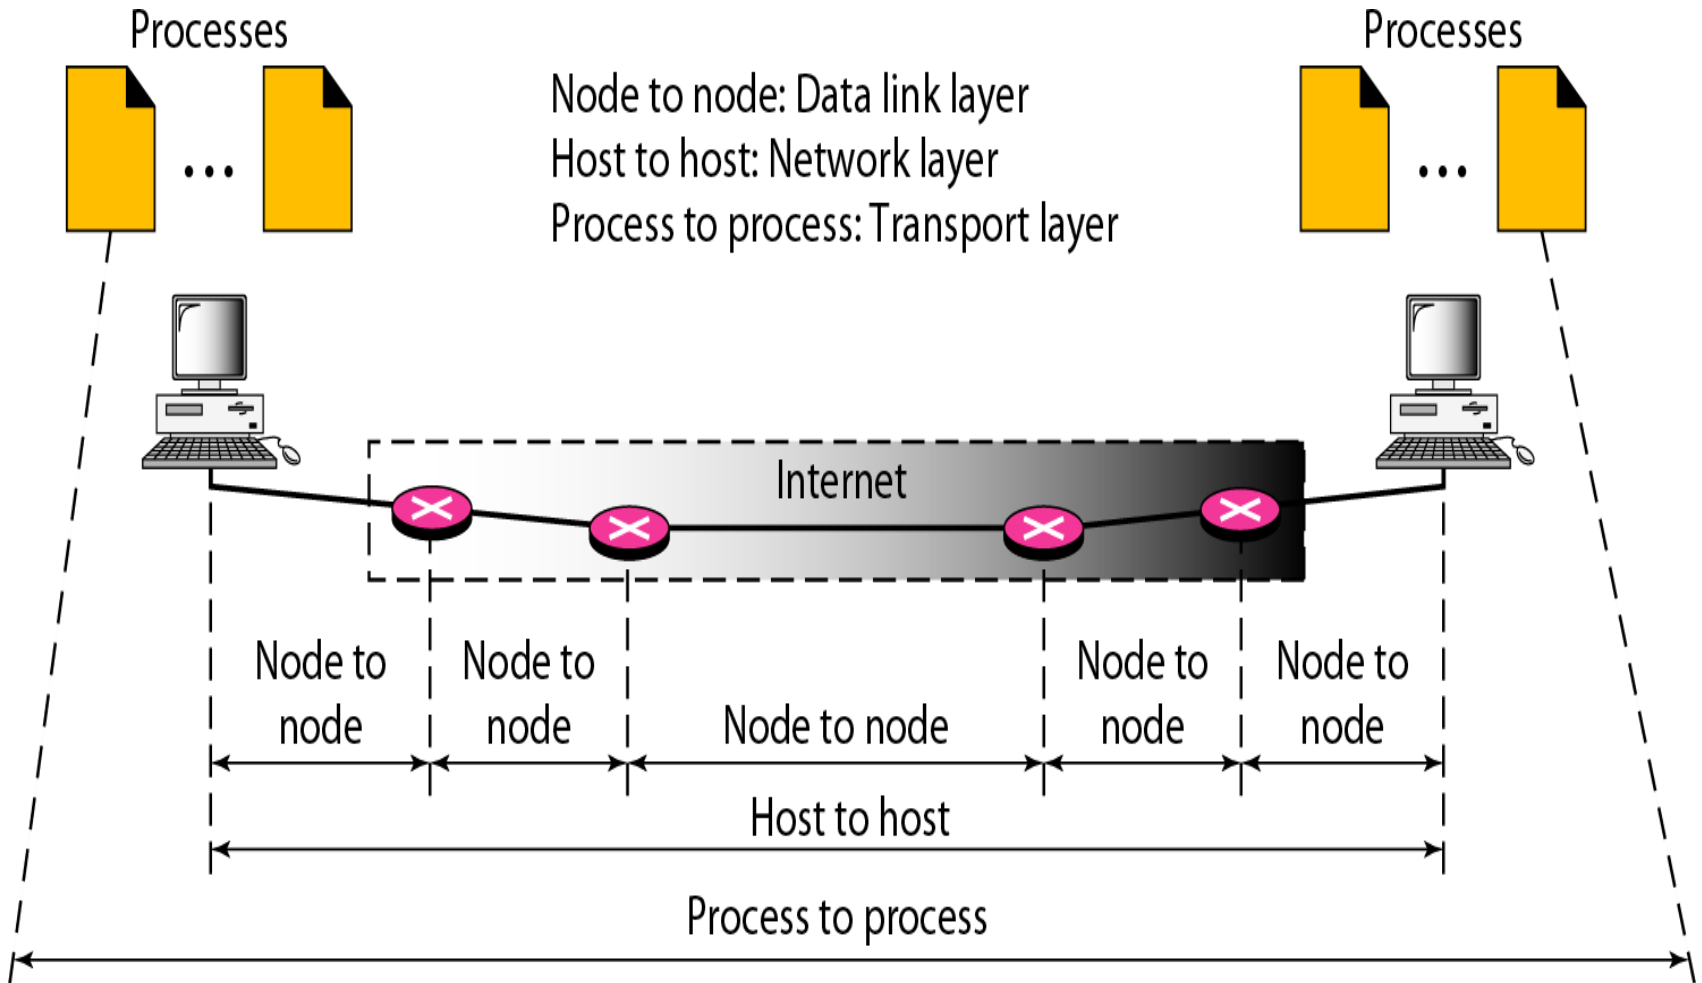 Processes
Processes
Node to node: Data link layer
Host to host: Network layer
Process to process: Transport layer
Internet
Node to
node
Node to
node
Node to node
Node to
node
Node to
node
Host to host
Process to process